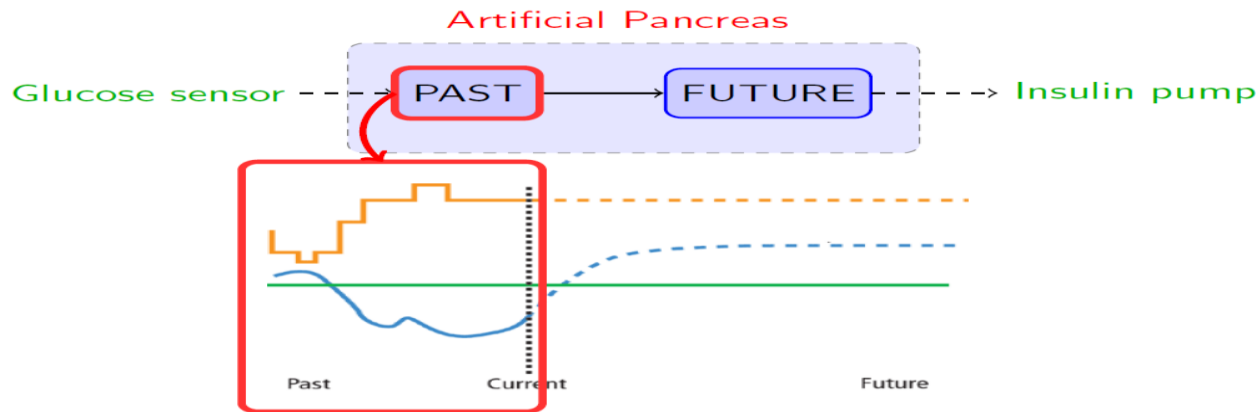 Artificial Pancreas
Glucose sensor PAST FUTURE Insulin pump
Past Current Future